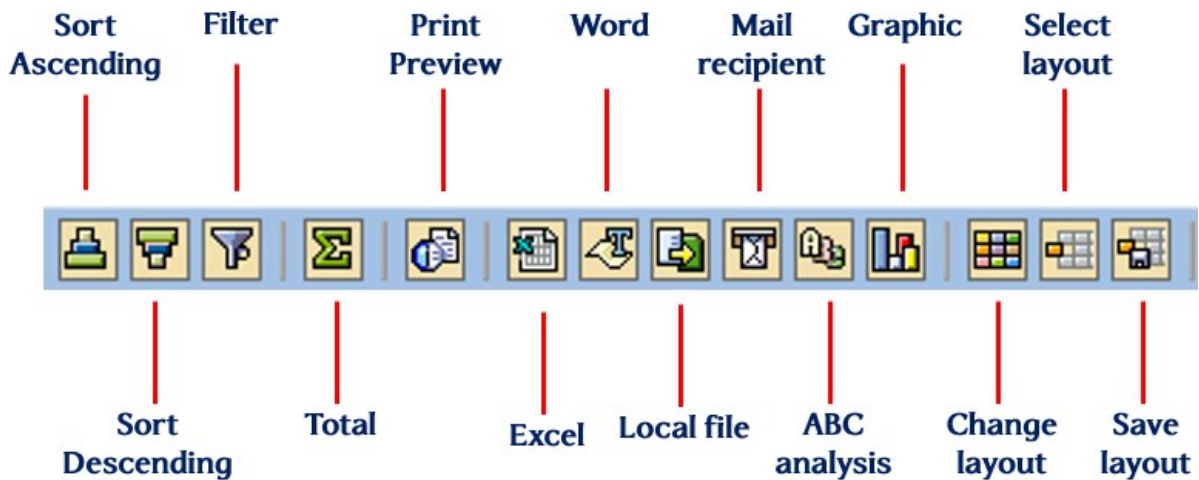 Sort
Ascending
Filter
Print
Preview
Word
Mail
recipient
Graphic
Select
layout
Sort
Descending
Total
Excel
Local file
ABC
analysis
Change
layout
Save
layout